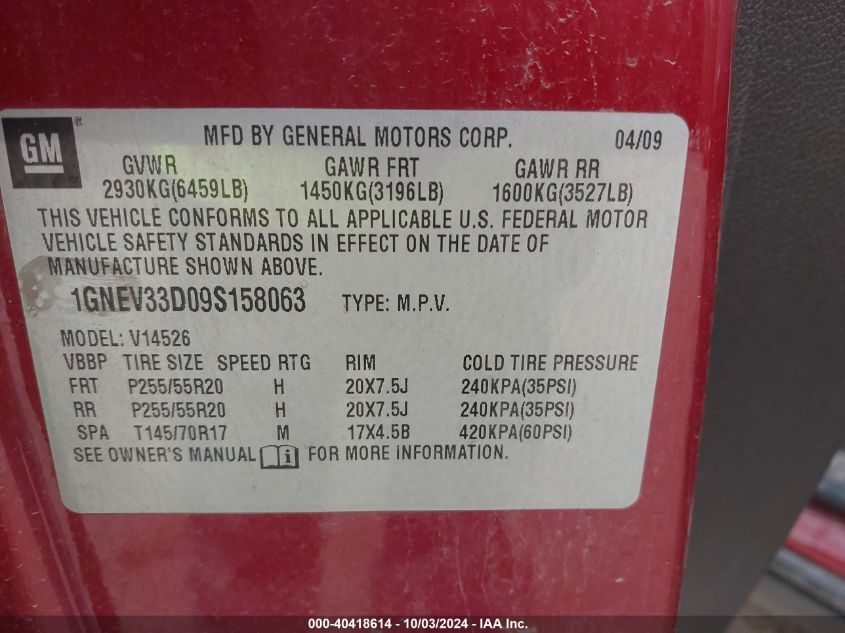 GM ®
MFD BY GENERAL MOTORS CORP. 04/09
GVWR GAWR FRT GAWR RR
2930KG(6459LB) 1450KG(3196LB) 1600KG(3527LB)
THIS VEHICLE CONFORMS TO ALL APPLICABLE U.S. FEDERAL MOTOR
VEHICLE SAFETY STANDARDS IN EFFECT ON THE DATE OF
MANUFACTURE SHOWN ABOVE.
1GNEV33D09S158063 TYPE: M.P.V.
MODEL: V14526
VBBP TIRE SIZE SPEED RTG RIM COLD TIRE PRESSURE
FRT P255/55R20 H 20X7.5J 240KPA(35PSI)
RR P255/55R20 H 20X7.5J 240KPA(35PSI)
SPA T145/70R17 M 17X4.5B 420KPA(60PSI)
SEE OWNER'S MANUAL i FOR MORE INFORMATION.
000-40418614 - 10/03/2024 - IAA Inc.